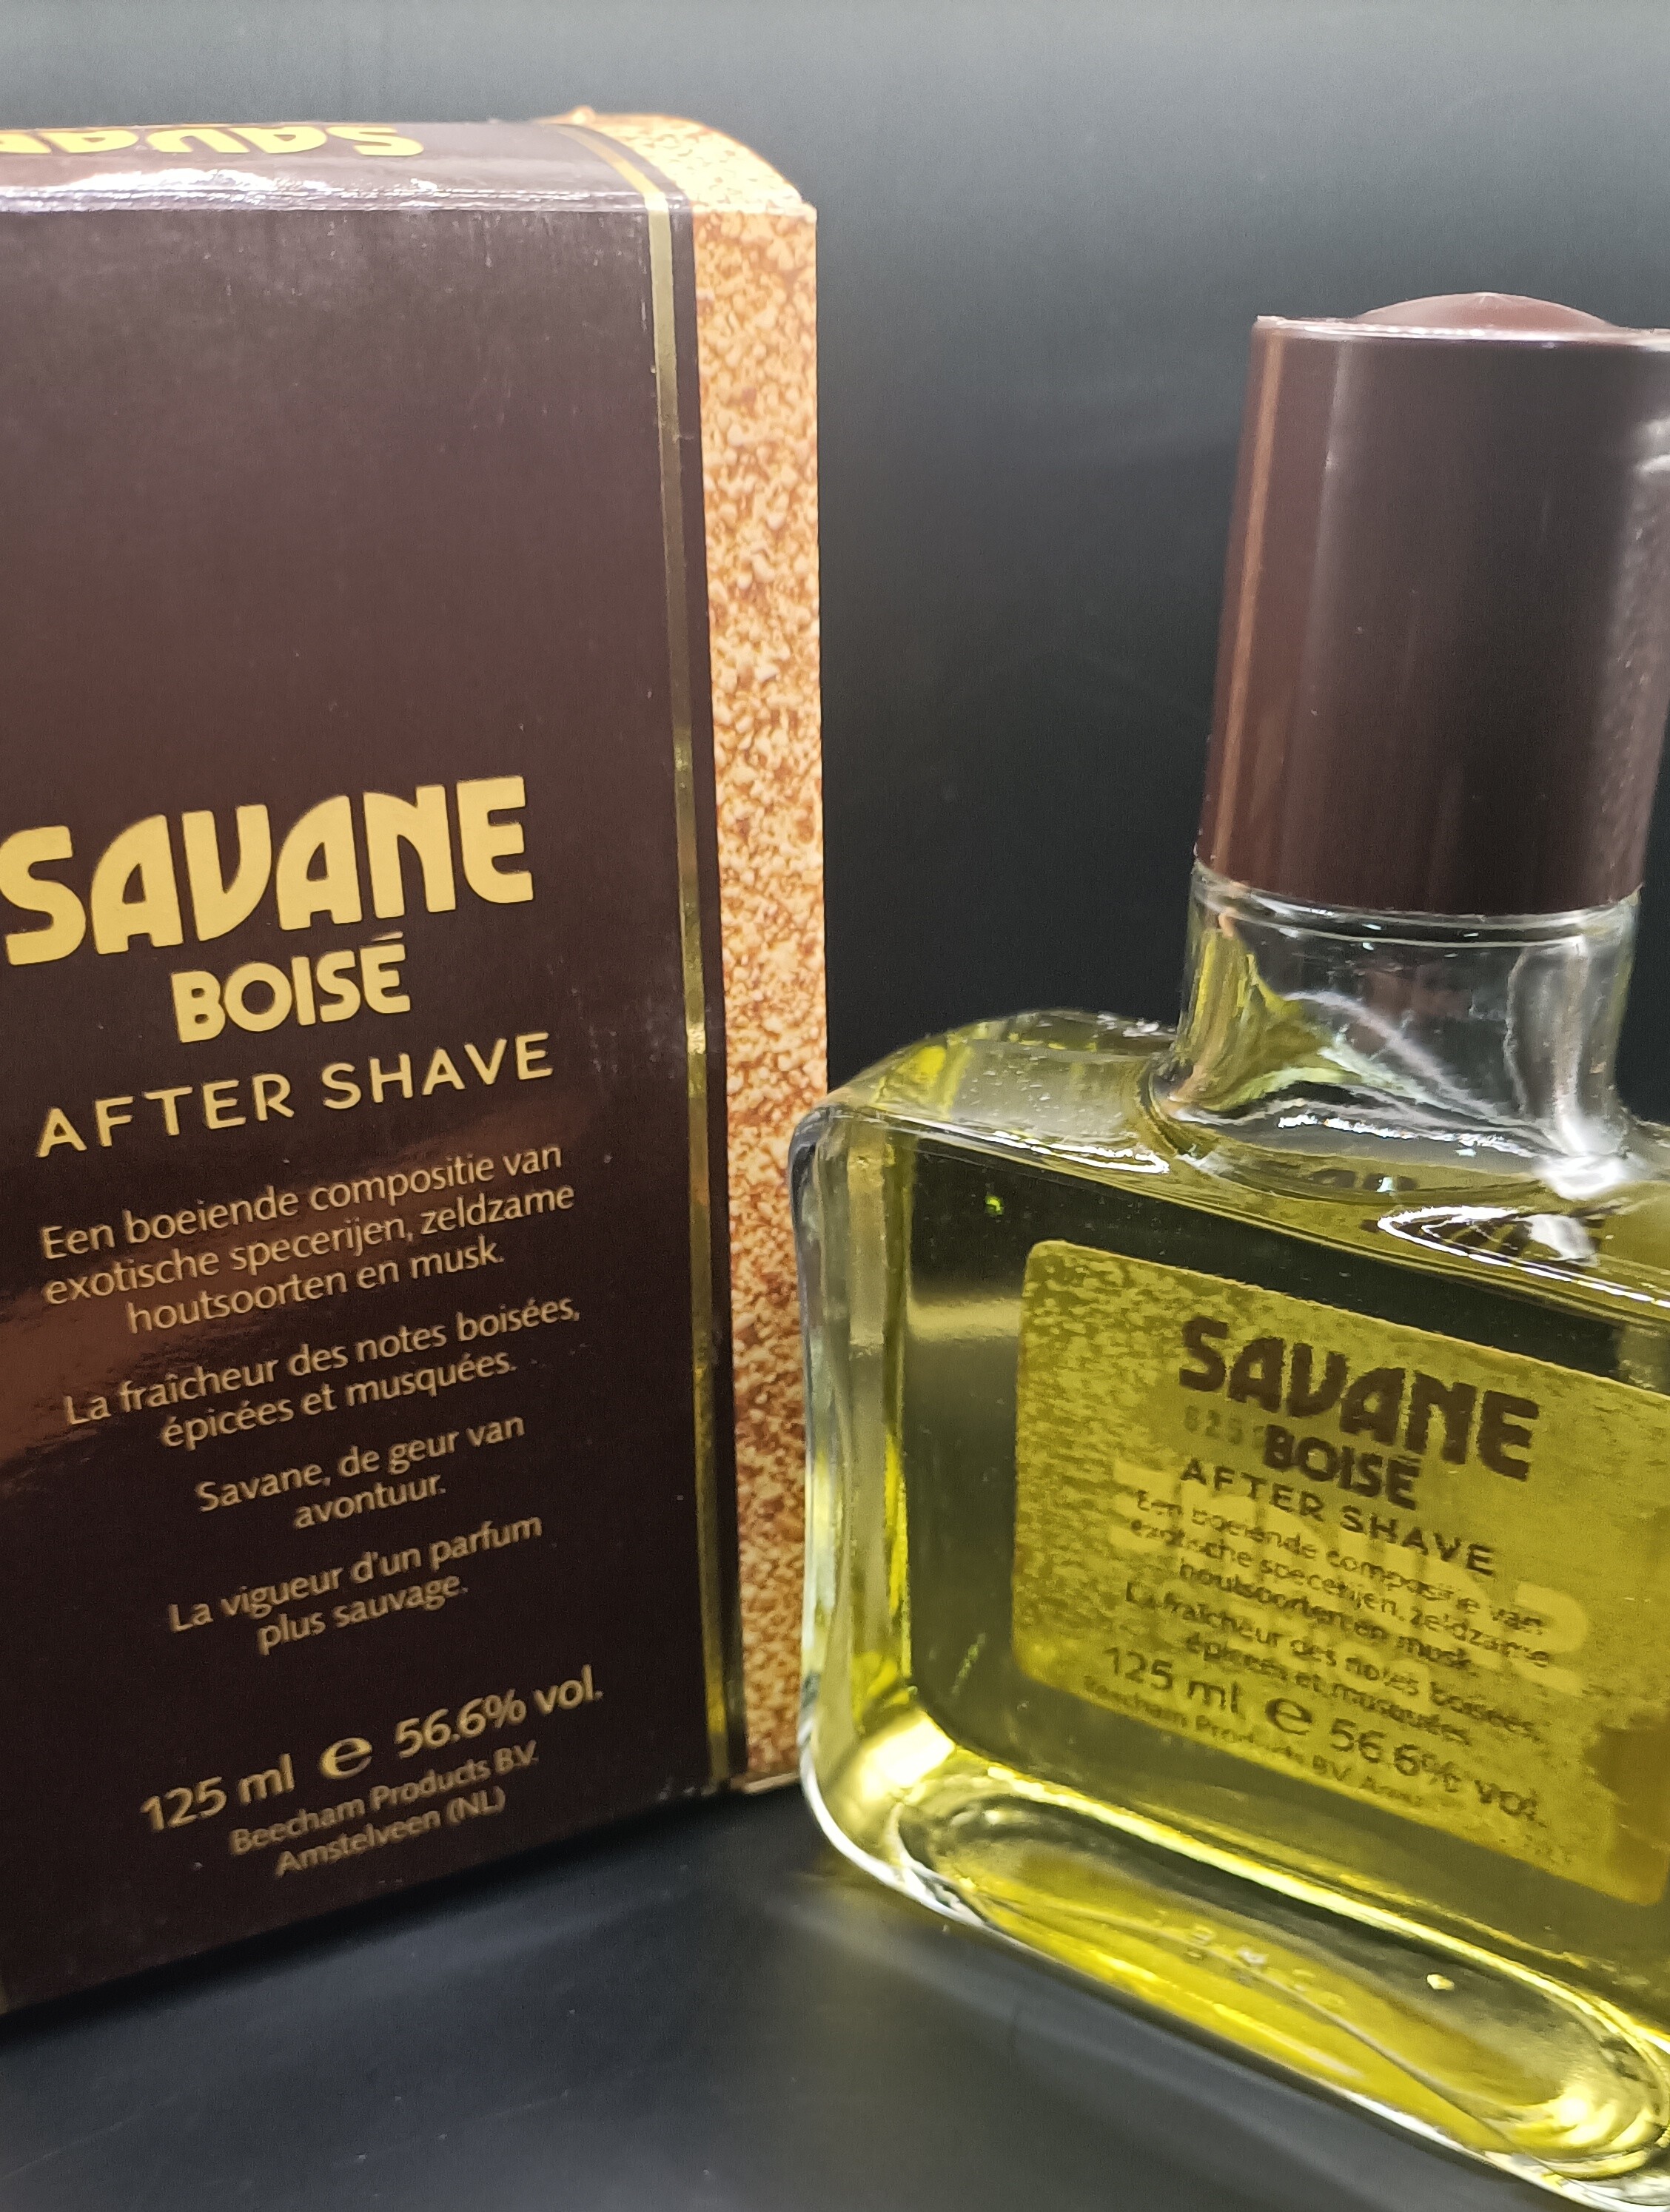 SAVANE
BOISÉ
AFTER SHAVE
Een boeiende compositie van
exotische specerijen, zeldzame
houtsoorten en musk.
La fraîcheur des notes boisées,
épicées et musquées.
Savane, de geur van
avontuur.
La vigueur d'un parfum
plus sauvage.
125 ml e 56.6% vol.
Beecham Products B.V.
Amstelveen (NL)
SAVANE
BOISÉ
AFTER SHAVE
Een boeiende compositie van
exotische specerijen, zeldzame
houtsoorten en musk.
La fraîcheur des notes boisées,
épicées et musquées.
125 ml e 56.6% vol.
Beecham Products B.V.